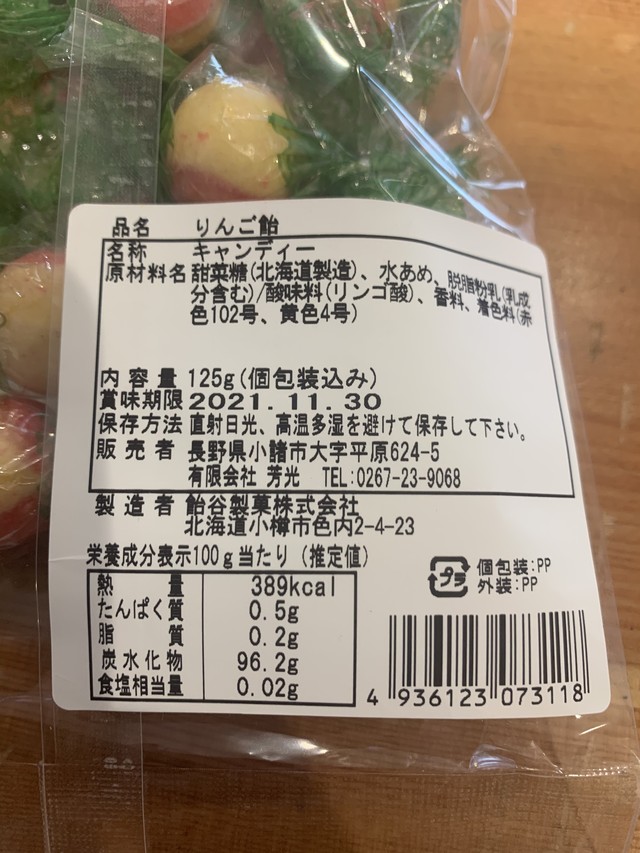 品名 りんご飴
名称 キャンディー
原材料名 甜菜糖(北海道製造)、水あめ、脱脂粉乳(乳成
分含む)/酸味料(リンゴ酸)、香料、着色料(赤
色102号、黄色4号)
内容量 125g(個包装込み)
賞味期限 2021.11.30
保存方法 直射日光、高温多湿を避けて保存して下さい。
販売者 長野県小諸市大字平原624-5
有限会社 芳光 TEL:0267-23-9068
製造者 飴谷製菓株式会社
北海道小樽市色内2-4-23
栄養成分表示100g当たり(推定値)
熱量 389kcal
たんぱく質 0.5g
脂質 0.2g
炭水化物 96.2g
食塩相当量 0.02g
プラ
個包装:PP
外装:PP
4 936123 073118